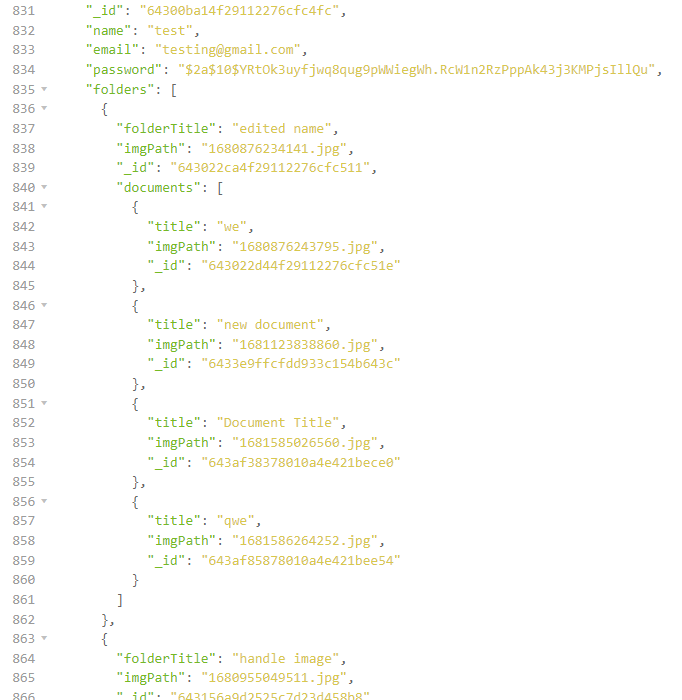 831 "_id": "64300ba14f29112276cfc4fc",
832 "name": "test",
833 "email": "testing@gmail.com",
834 "password": "$2a$10$YRtOk3uyfjwq8qug9pWWiegWh.RcW1n2RzPppAk43j3KMPjsIllQu",
835 "folders": [
836 {
837 "folderTitle": "edited name",
838 "imgPath": "1680876234141.jpg",
839 "_id": "643022ca4f29112276cfc511",
840 "documents": [
841 {
842 "title": "we",
843 "imgPath": "1680876243795.jpg",
844 "_id": "643022d44f29112276cfc51e"
845 },
846 {
847 "title": "new document",
848 "imgPath": "1681123838860.jpg",
849 "_id": "6433e9ffcfdd933c154b643c"
850 },
851 {
852 "title": "Document Title",
853 "imgPath": "1681585026560.jpg",
854 "_id": "643af38378010a4e421bece0"
855 },
856 {
857 "title": "qwe",
858 "imgPath": "1681586264252.jpg",
859 "_id": "643af85878010a4e421bee54"
860 }
861 ]
862 },
863 {
864 "folderTitle": "handle image",
865 "imgPath": "1680955049511.jpg",
866 "_id": "643156a9d2525c7d23d458b8"